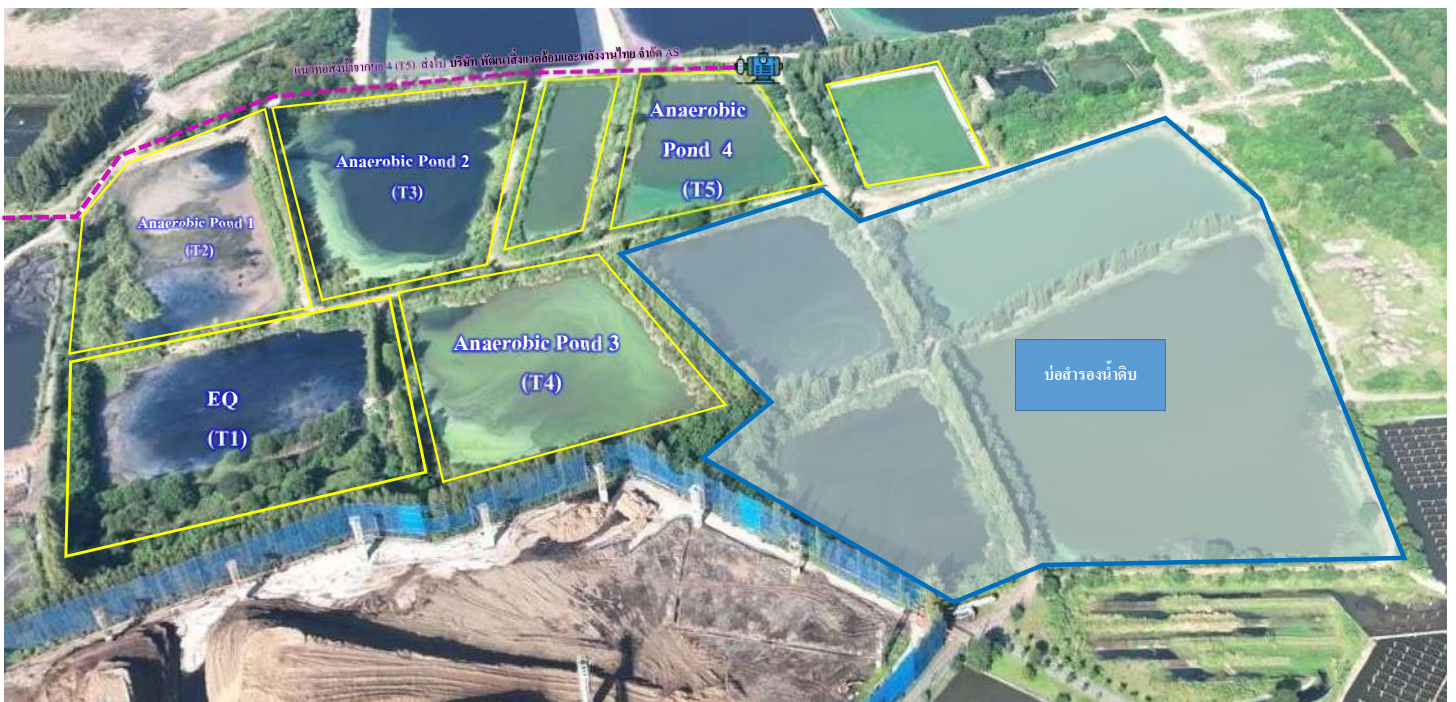 แนวท่อส่งน้ำจากบ่อ 4 (T5) ส่งไป บริษัท พัฒนาสิ่งแวดล้อมและพลังงานไทย จำกัด AS
Anaerobic
Pond 4
(T5)
Anaerobic Pond 2
(T3)
Anaerobic Pond 1
(T2)
Anaerobic Pond 3
(T4)
EQ
(T1)
บ่อสำรองน้ำดิบ